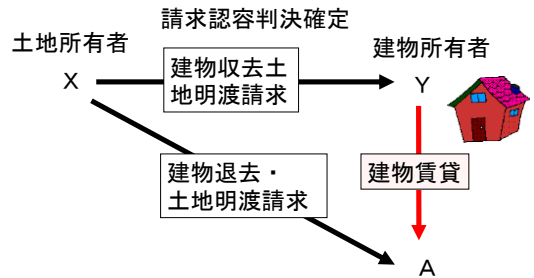 請求認容判決確定
土地所有者
建物所有者
X
建物収去土
地明渡請求
Y
建物退去・
土地明渡請求
建物賃貸
A